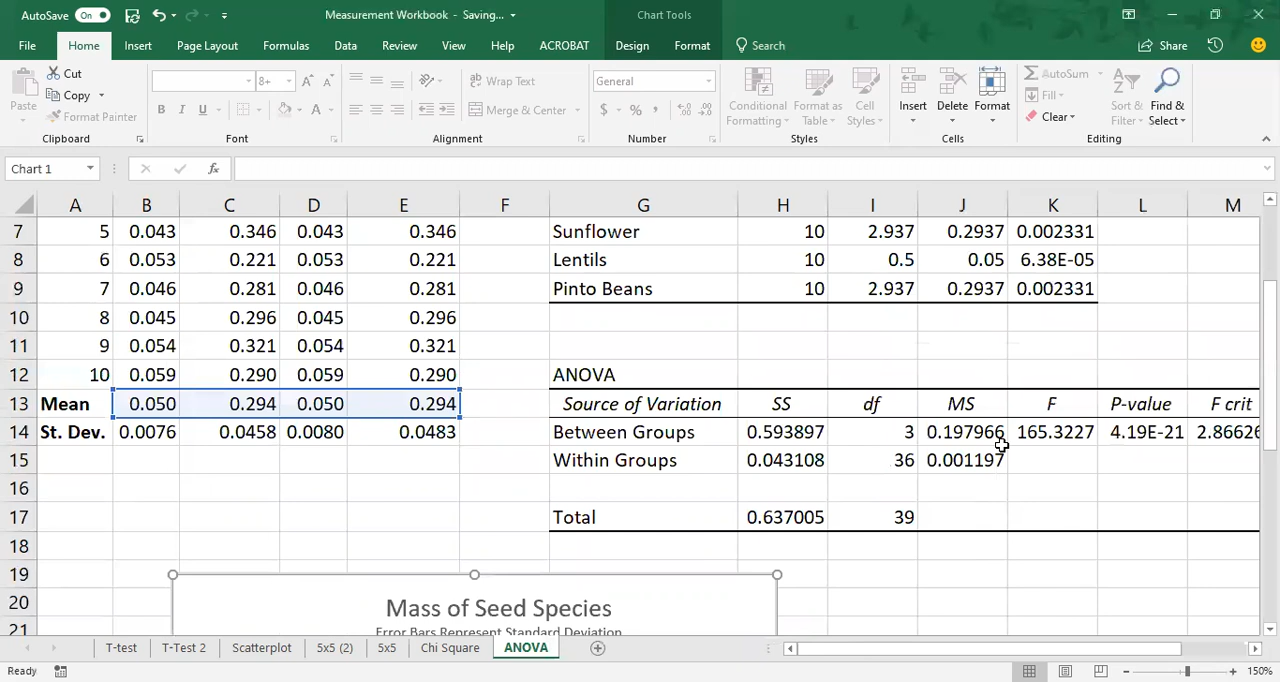 AutoSave On Measurement Workbook - Saving... Chart Tools
File Home Insert Page Layout Formulas Data Review View Help ACROBAT Design Format Search Share
Paste Cut Copy Format Painter
8+ A A
B I U A
Wrap Text
Merge & Center
General
$ % ,
Conditional Formatting
Format as Table
Cell Styles
Insert Delete Format
AutoSum
Fill
Clear
Sort & Filter
Find & Select
Clipboard Font Alignment Number Styles Cells Editing
Chart 1 fx
A B C D E F G H I J K L M
7 5 0.043 0.346 0.043 0.346 Sunflower 10 2.937 0.2937 0.002331
8 6 0.053 0.221 0.053 0.221 Lentils 10 0.5 0.05 6.38E-05
9 7 0.046 0.281 0.046 0.281 Pinto Beans 10 2.937 0.2937 0.002331
10 8 0.045 0.296 0.045 0.296
11 9 0.054 0.321 0.054 0.321
12 10 0.059 0.290 0.059 0.290 ANOVA
13 Mean 0.050 0.294 0.050 0.294 Source of Variation SS df MS F P-value F crit
14 St. Dev. 0.0076 0.0458 0.0080 0.0483 Between Groups 0.593897 3 0.197966 165.3227 4.19E-21 2.86626
15 Within Groups 0.043108 36 0.001197
16
17 Total 0.637005 39
18
19
20 Mass of Seed Species
21 Error Bars Represent Standard Deviation
T-test T-Test 2 Scatterplot 5x5 (2) 5x5 Chi Square ANOVA
Ready 150%